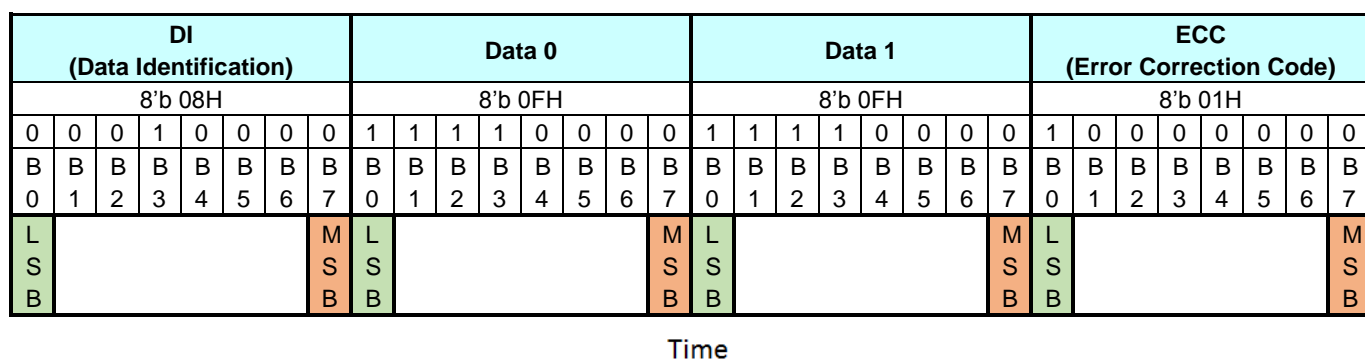 DI Data 0 Data 1 ECC
(Data Identification) (Error Correction Code)
8’b 08H 8’b 0FH 8’b 0FH 8’b 01H
0 0 0 1 0 0 0 0 1 1 1 1 0 0 0 0 1 1 1 1 0 0 0 0 1 0 0 0 0 0 0 0
B B B B B B B B B B B B B B B B B B B B B B B B B B B B B B B B
0 1 2 3 4 5 6 7 0 1 2 3 4 5 6 7 0 1 2 3 4 5 6 7 0 1 2 3 4 5 6 7
L M L M L M L M
S S S S S S S S
B B B B B B B B
Time